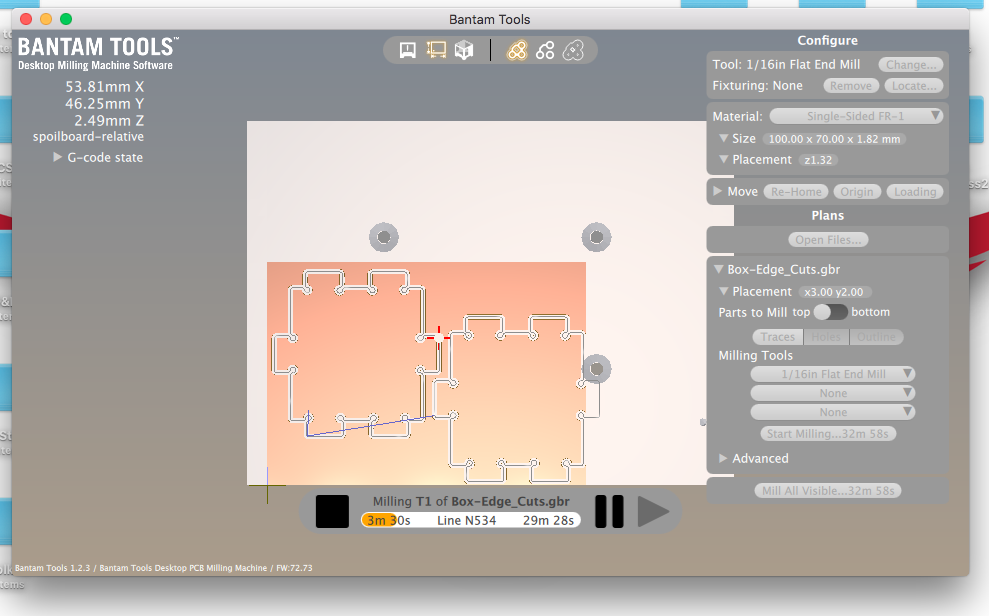 Bantam Tools
BANTAM TOOLS™
Desktop Milling Machine Software
53.81mm X
46.25mm Y
2.49mm Z
spoilboard-relative
G-code state
Configure
Tool: 1/16in Flat End Mill Change...
Fixturing: None Remove Locate...
Material: Single-Sided FR-1
Size 100.00 x 70.00 x 1.82 mm
Placement z1.32
Move Re-Home Origin Loading
Plans
Open Files...
Box-Edge_Cuts.gbr
Placement x3.00 y2.00
Parts to Mill top bottom
Traces Holes Outline
Milling Tools
1/16in Flat End Mill
None
None
Start Milling...32m 58s
Advanced
Mill All Visible...32m 58s
Milling T1 of Box-Edge_Cuts.gbr
3m 30s Line N534 29m 28s
Bantam Tools 1.2.3 / Bantam Tools Desktop PCB Milling Machine / FW:72.73
ss2